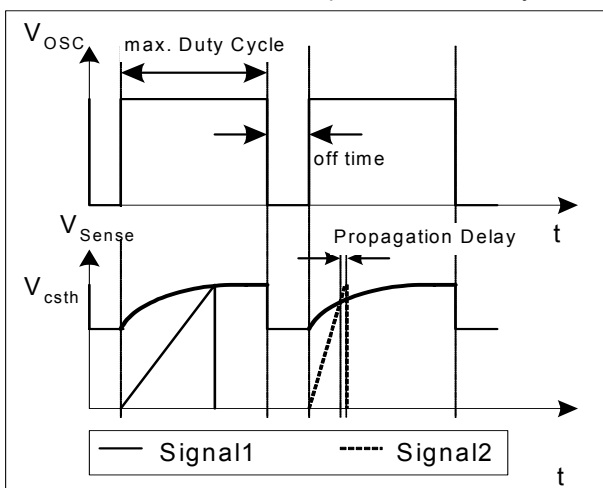 V_OSC
max. Duty Cycle
off time
t
V_Sense
Propagation Delay
V_csth
Signal1
Signal2
t